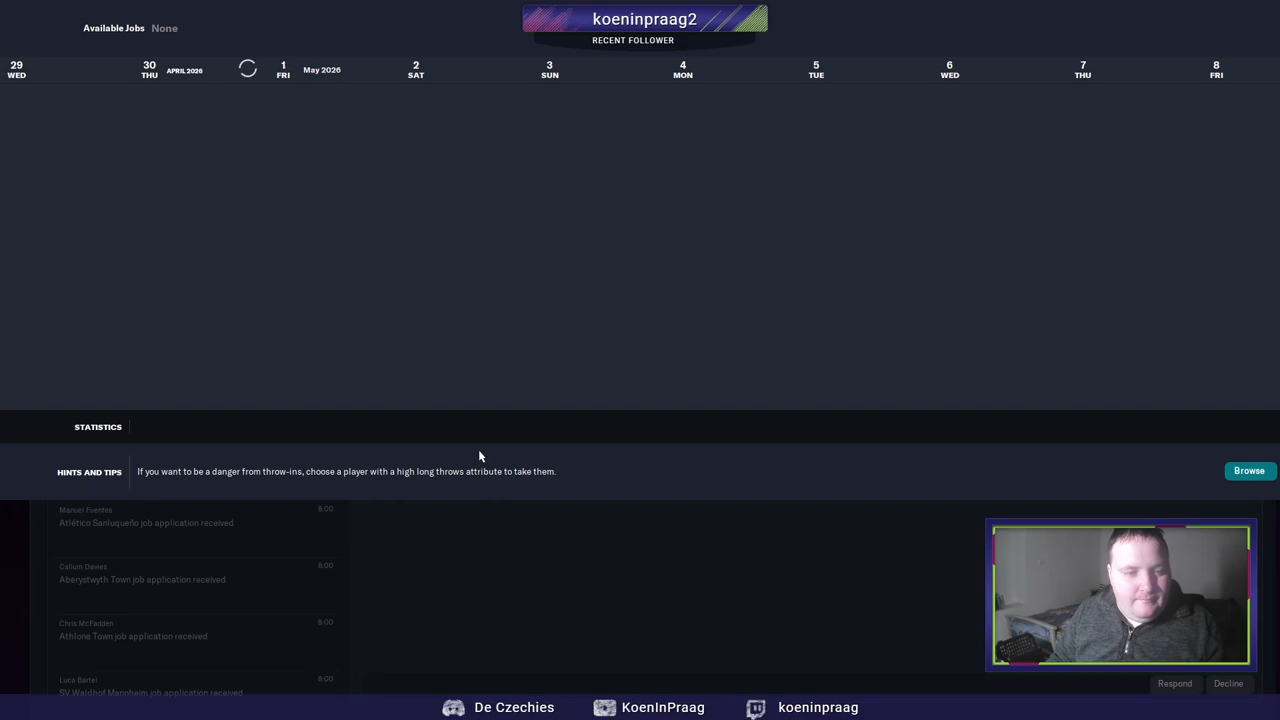 koeninpraag2
RECENT FOLLOWER
Available Jobs None
29 WED
30 THU APRIL 2026
1 FRI May 2026
2 SAT
3 SUN
4 MON
5 TUE
6 WED
7 THU
8 FRI
STATISTICS
HINTS AND TIPS If you want to be a danger from throw-ins, choose a player with a high long throws attribute to take them. Browse
Manuel Fuentes 8:00
Atlético Sanluqueño job application received
Callum Davies 8:00
Aberystwyth Town job application received
Chris McFadden 8:00
Athlone Town job application received
Luca Bartel 8:00
SV Waldhof Mannheim job application received
Respond Decline
De Czechies KoenInPraag koeninpraag